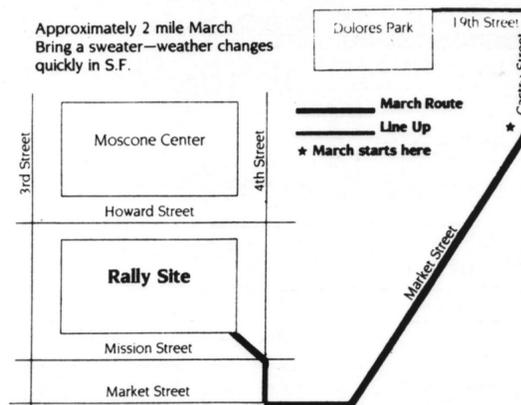 Approximately 2 mile March
Bring a sweater—weather changes
quickly in S.F.
Dolores Park
19th Street
March Route
Line Up
★ March starts here
3rd Street
Moscone Center
4th Street
Howard Street
Rally Site
Market Street
Mission Street
Market Street